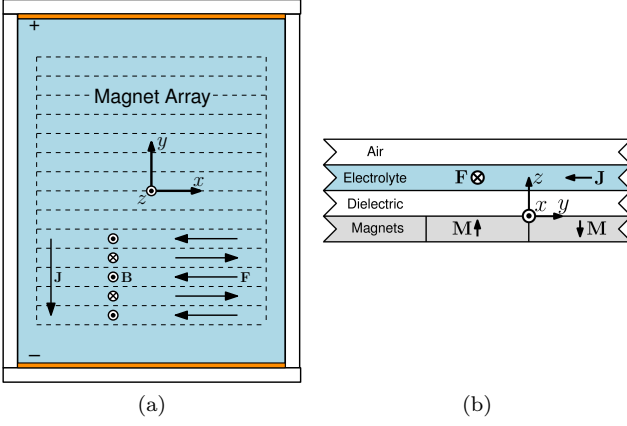 +
Magnet Array
y
x
z
J
B
F
−
(a)
Air
Electrolyte
F
z
J
Dielectric
x
y
Magnets
M
M
(b)